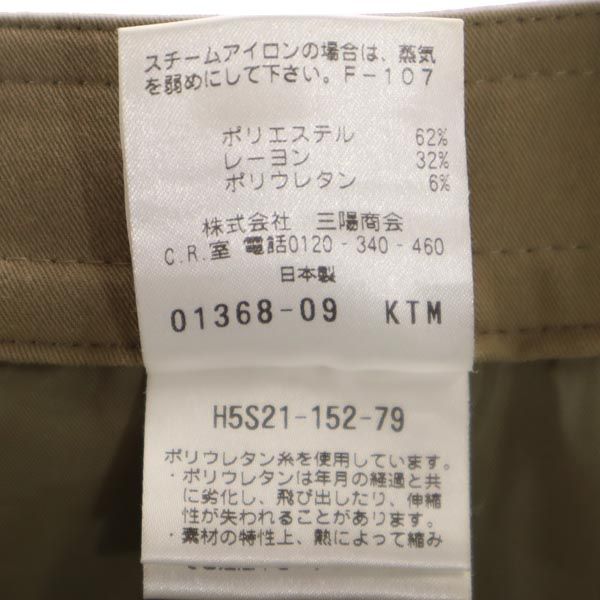 スチームアイロンの場合は、蒸気
を弱めにして下さい。F-107
ポリエステル 62%
レーヨン 32%
ポリウレタン 6%
株式会社 三陽商会
C.R.室 電話0120-340-460
日本製
01368-09 KTM
H5S21-152-79
ポリウレタン糸を使用しています。
・ポリウレタンは年月の経過と共
に劣化し、飛び出したり、伸縮
性が失われることがあります。
・素材の特性上、熱によって縮み